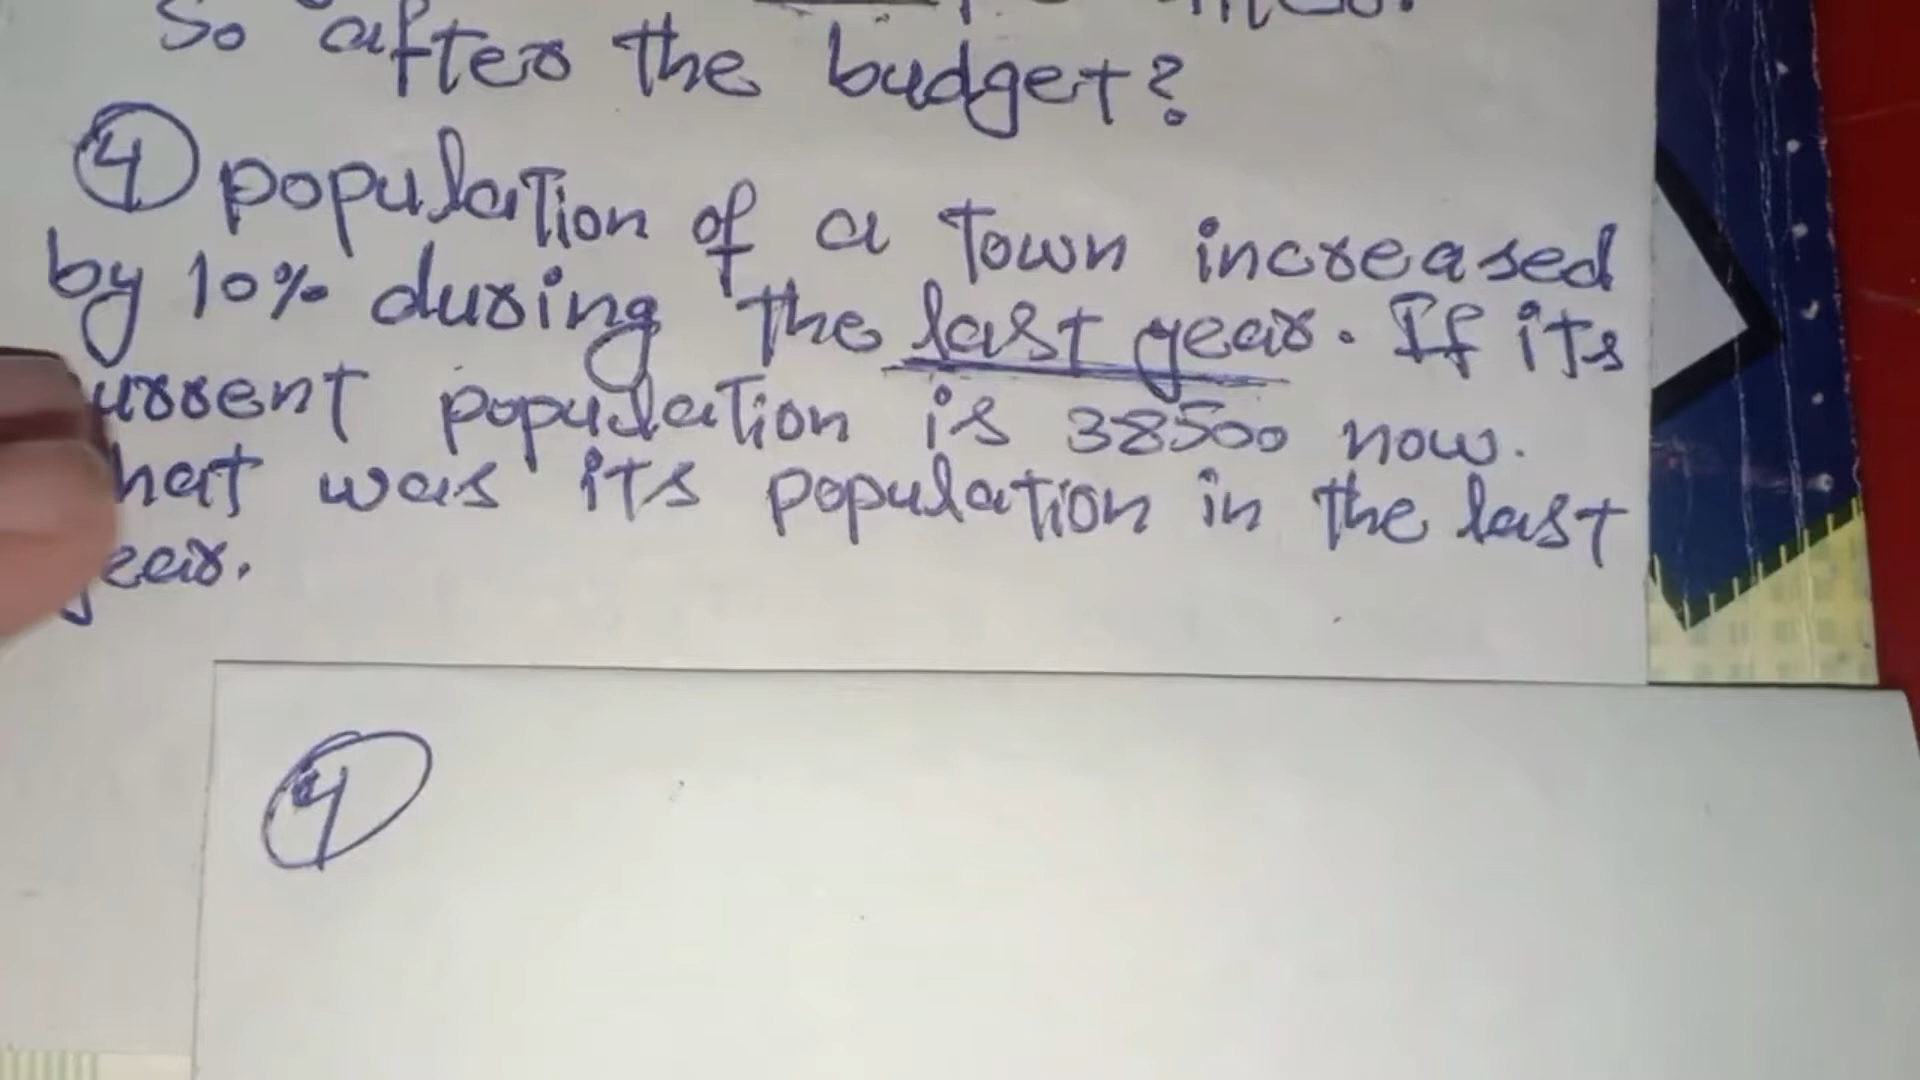 So after the budget?
④ population of a town increased
by 10% during the last year. If its
urrent population is 38500 now.
hat was its population in the last
year.
④